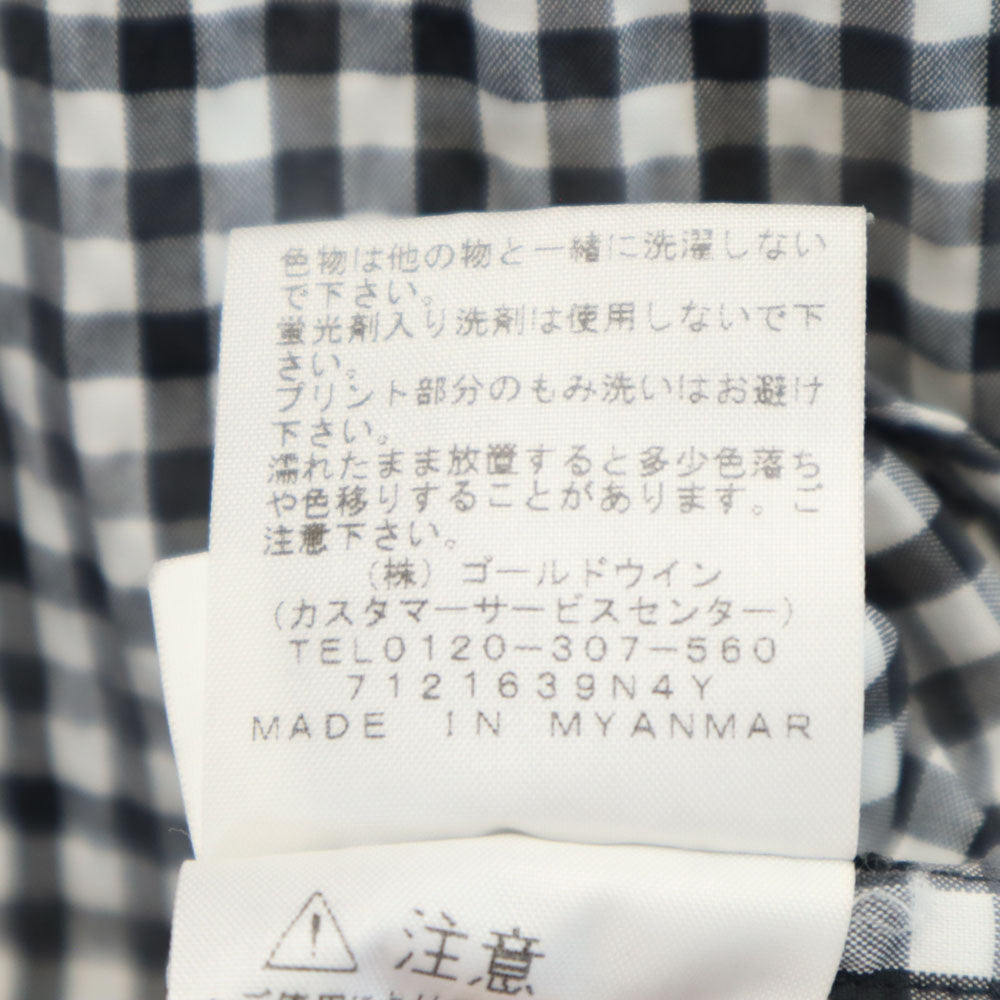 色物は他の物と一緒に洗濯しない
で下さい。
蛍光剤入り洗剤は使用しないで下
さい。
プリント部分のもみ洗いはお避け
下さい。
濡れたまま放置すると多少色落ち
や色移りすることがあります。ご
注意下さい。
(株) ゴールドウイン
(カスタマーサービスセンター)
TEL0120-307-560
7121639N4Y
MADE IN MYANMAR
注意